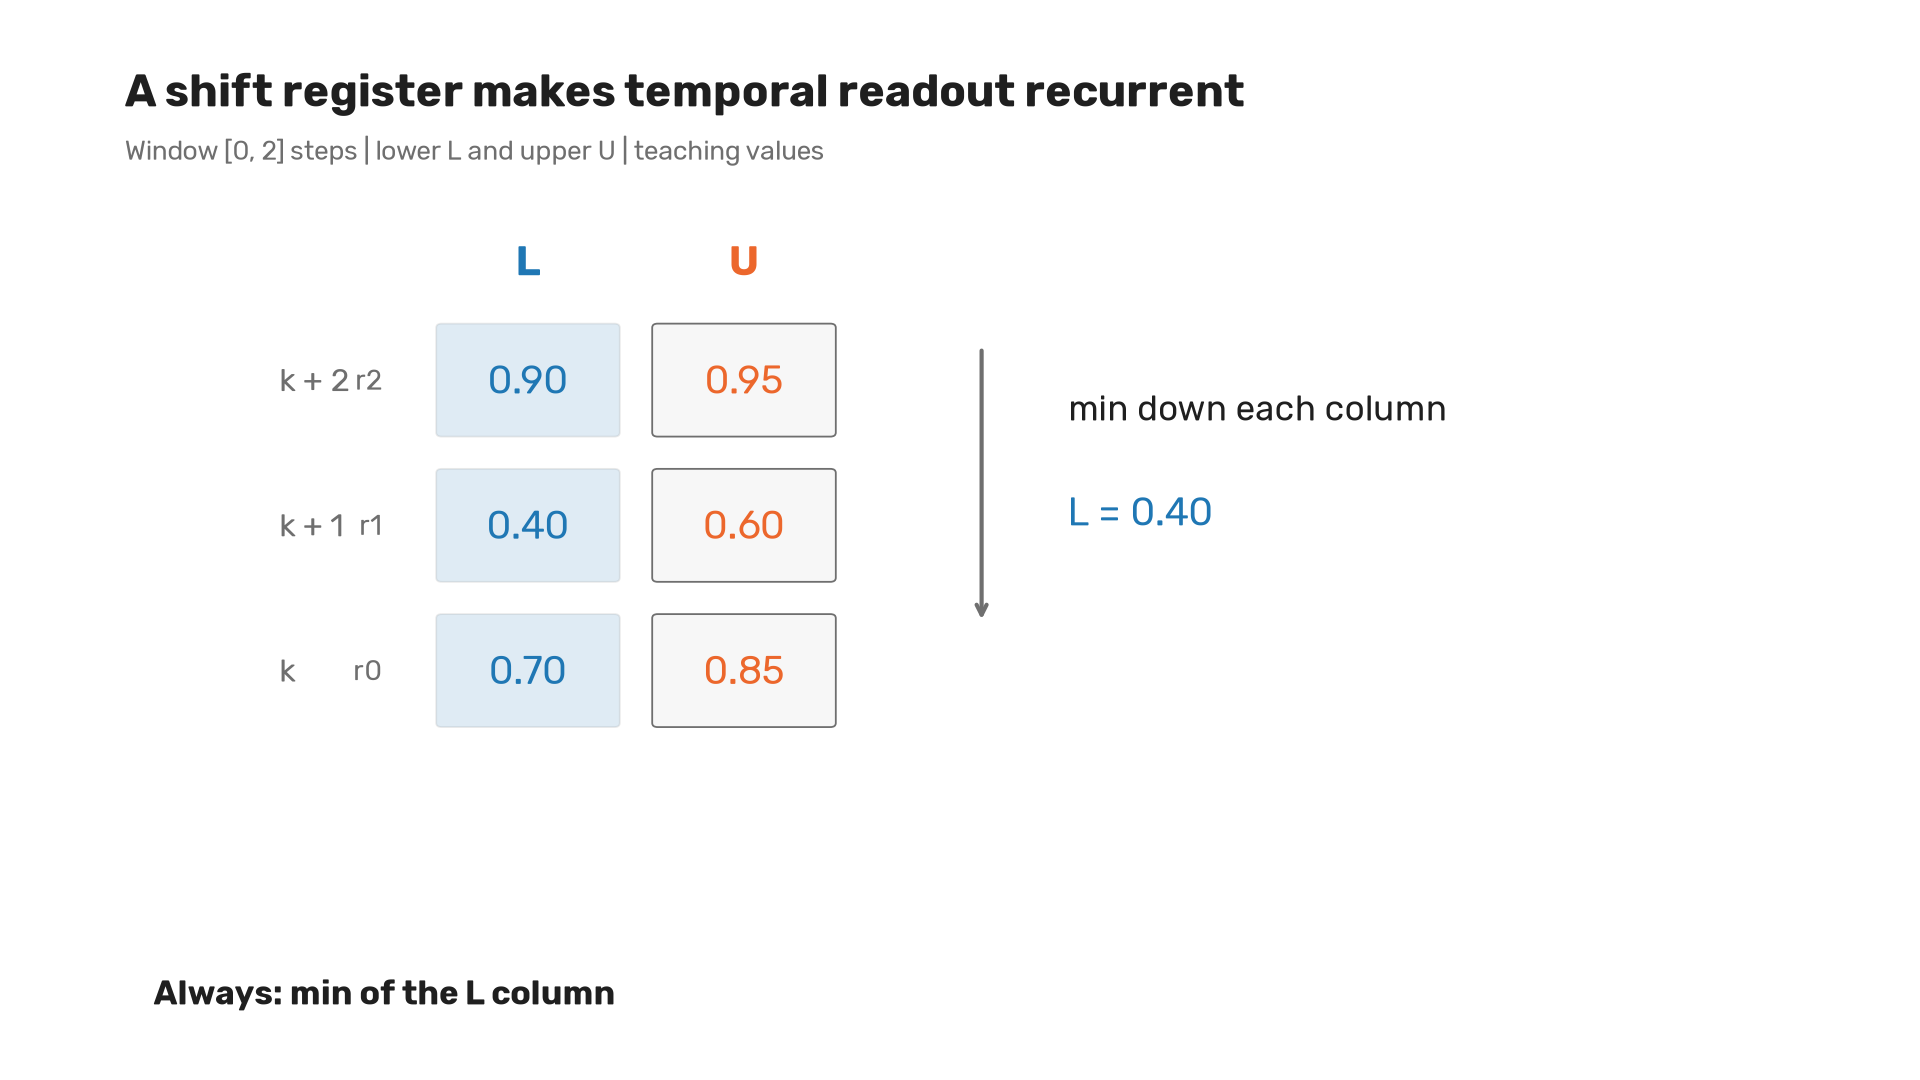 A shift register makes temporal readout recurrent
Window [0, 2] steps | lower L and upper U | teaching values
L U
k + 2 r2 0.90 0.95
k + 1 r1 0.40 0.60
k r0 0.70 0.85
min down each column
L = 0.40
Always: min of the L column